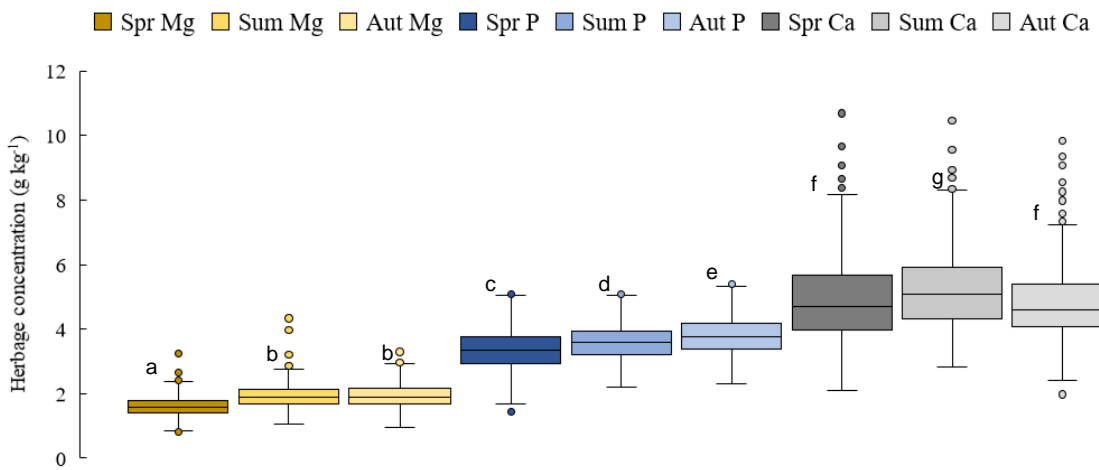 Spr Mg Sum Mg Aut Mg Spr P Sum P Aut P Spr Ca Sum Ca Aut Ca
Herbage concentration (g kg⁻¹)
12
10
8
6
4
2
0
a
b
b
c
d
e
f
g
f